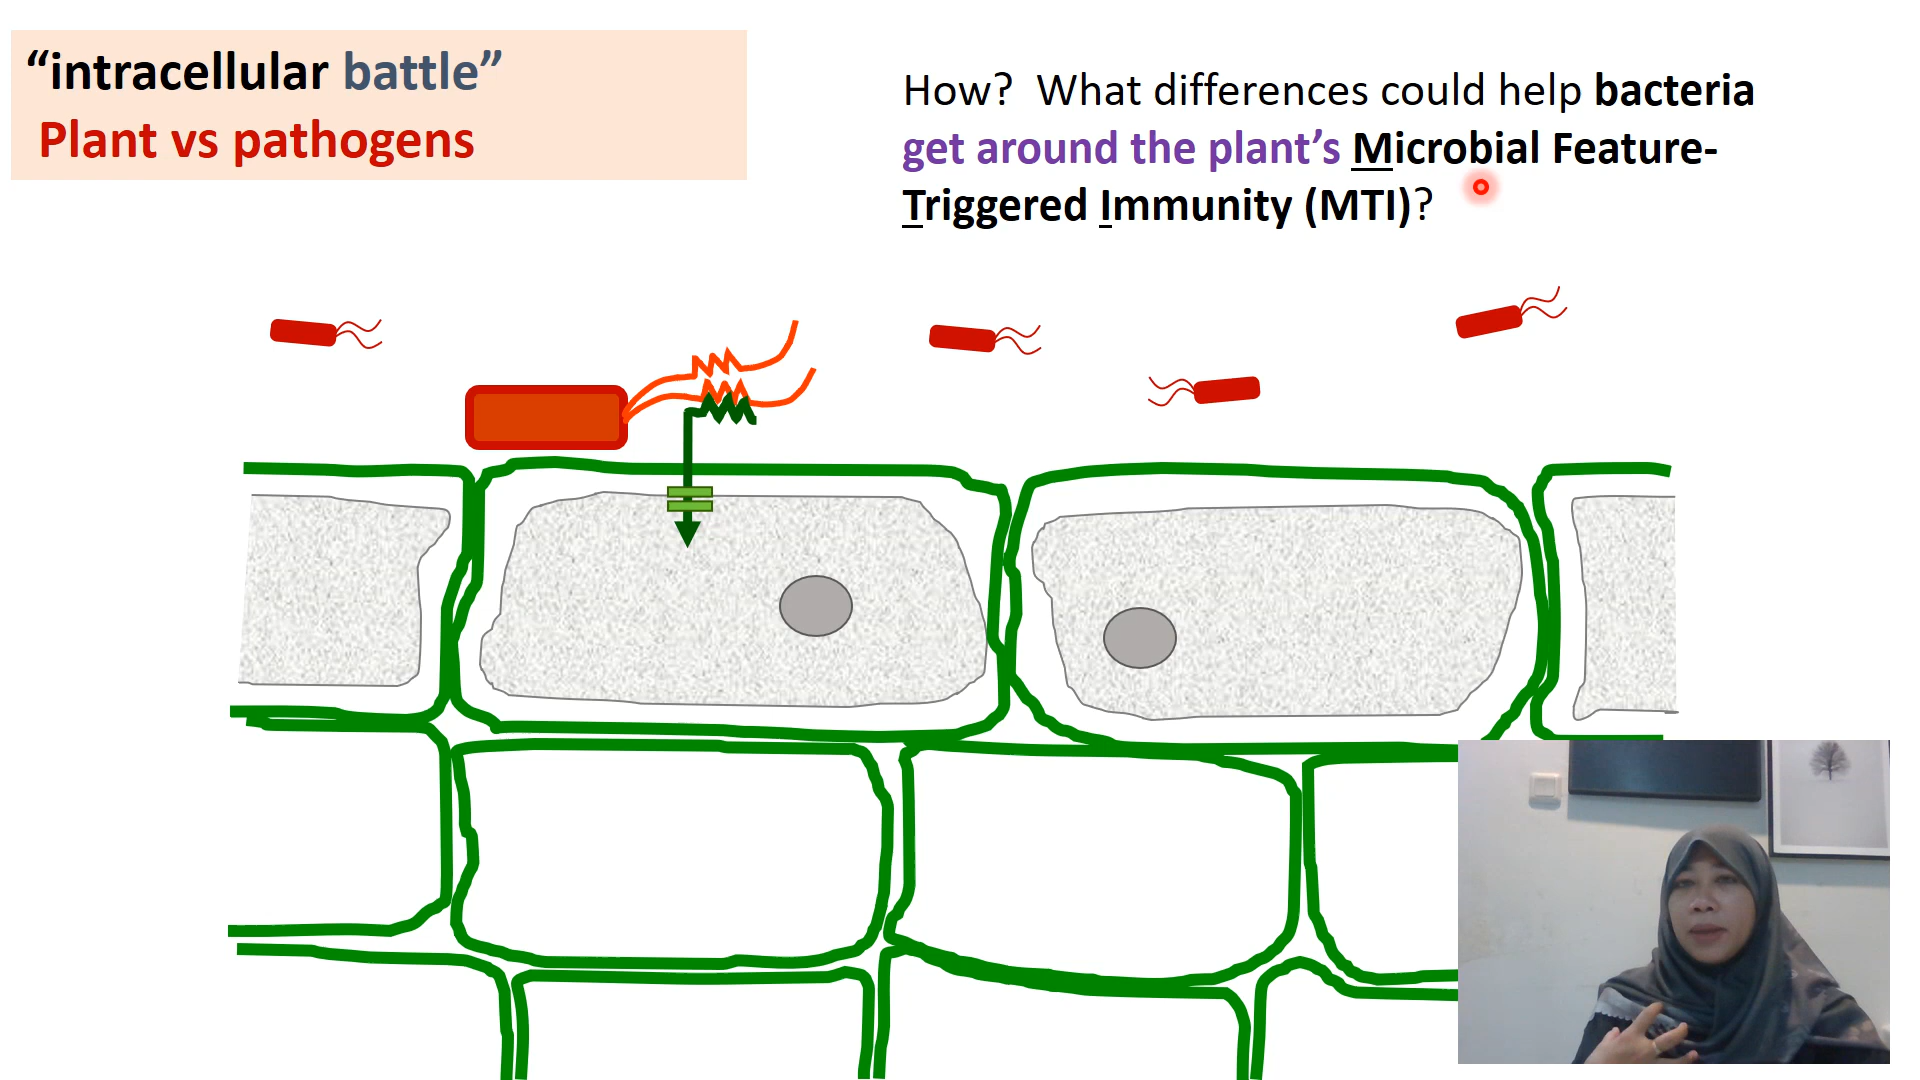 “intracellular battle”
Plant vs pathogens
How?  What differences could help bacteria
get around the plant’s Microbial Feature-
Triggered Immunity (MTI)?